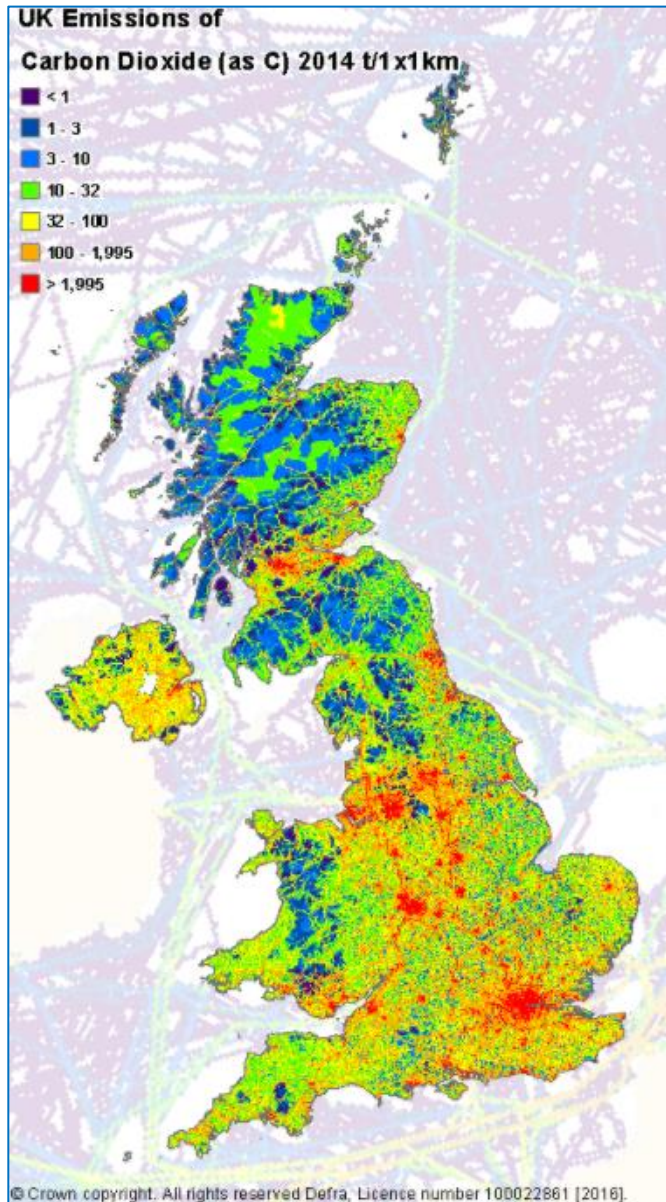 UK Emissions of
Carbon Dioxide (as C) 2014 t/1x1km
< 1
1 - 3
3 - 10
10 - 32
32 - 100
100 - 1,995
> 1,995
© Crown copyright. All rights reserved Defra, Licence number 100022861 [2016].